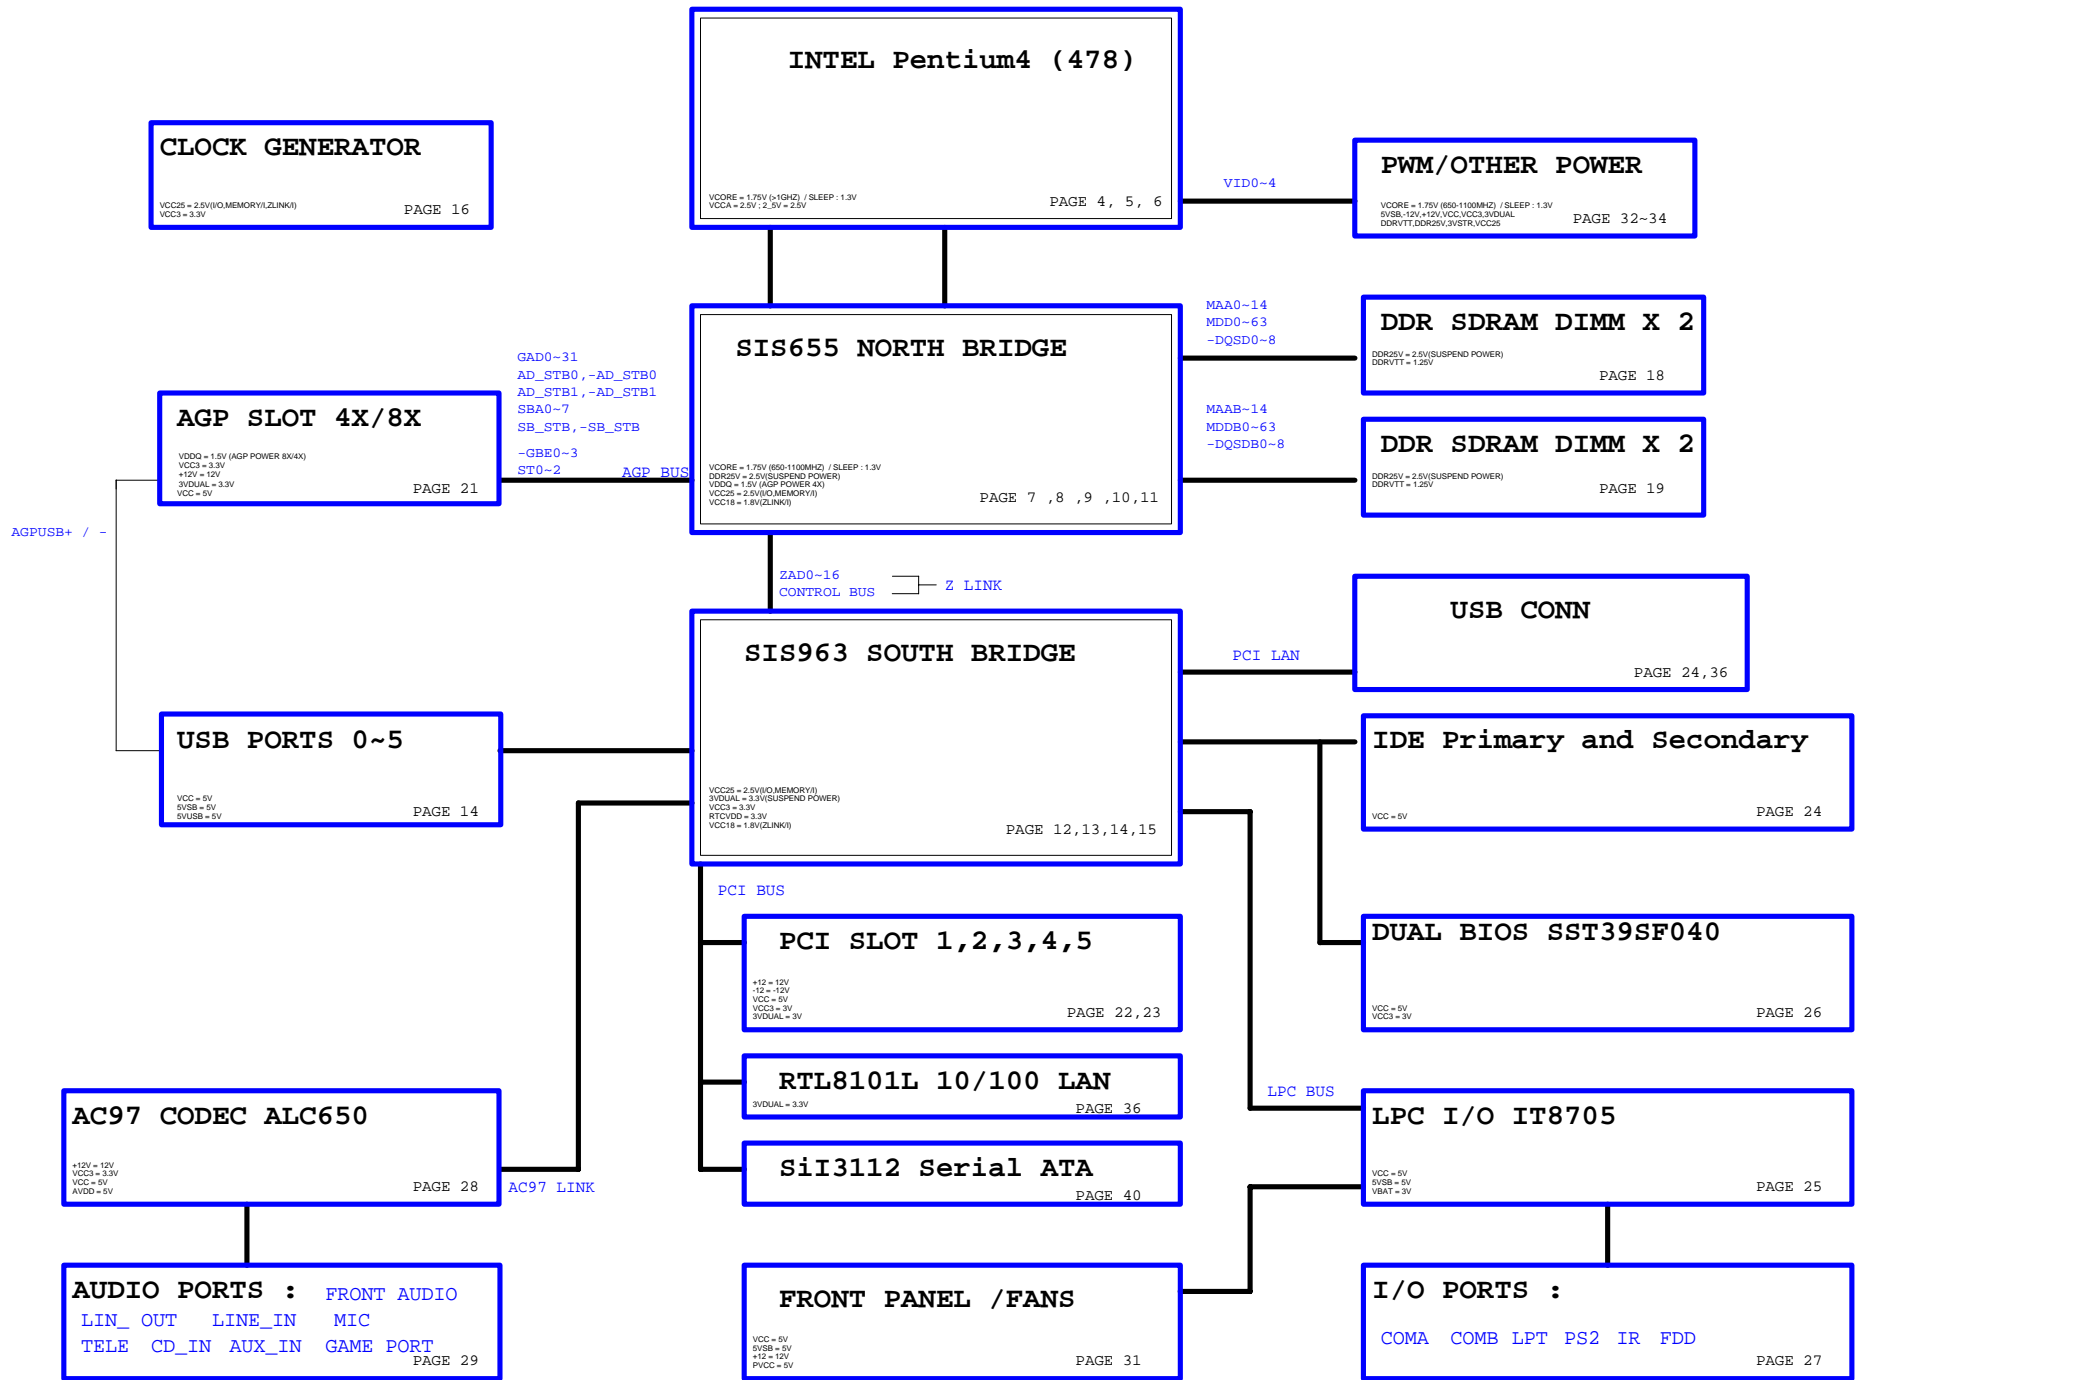 INTEL Pentium4 (478)
VCORE = 1.75V (>1GHZ) / SLEEP : 1.3V
VCCA = 2.5V ; 2_5V = 2.5V
PAGE 4, 5, 6
CLOCK GENERATOR
VCC25 = 2.5V(I/O,MEMORY/I,ZLINK/I)
VCC3 = 3.3V
PAGE 16
VID0~4
PWM/OTHER POWER
VCORE = 1.75V (650-1100MHZ) / SLEEP : 1.3V
5VSB,-12V,+12V,VCC,VCC3,3VDUAL
DDRVTT,DDR25V,3VSTR,VCC25
PAGE 32~34
SIS655 NORTH BRIDGE
VCORE = 1.75V (650-1100MHZ) / SLEEP : 1.3V
DDR25V = 2.5V(SUSPEND POWER)
VDDQ = 1.5V (AGP POWER 4X)
VCC25 = 2.5V(I/O,MEMORY/I)
VCC18 = 1.8V(ZLINK/I)
PAGE 7 ,8 ,9 ,10,11
MAA0~14
MDD0~63
-DQSD0~8
DDR SDRAM DIMM X 2
DDR25V = 2.5V(SUSPEND POWER)
DDRVTT = 1.25V
PAGE 18
MAAB~14
MDDB0~63
-DQSDB0~8
DDR SDRAM DIMM X 2
DDR25V = 2.5V(SUSPEND POWER)
DDRVTT = 1.25V
PAGE 19
GAD0~31
AD_STB0,-AD_STB0
AD_STB1,-AD_STB1
SBA0~7
SB_STB,-SB_STB
-GBE0~3
ST0~2
AGP BUS
AGP SLOT 4X/8X
VDDQ = 1.5V (AGP POWER 8X/4X)
VCC3 = 3.3V
+12V = 12V
3VDUAL = 3.3V
VCC = 5V
PAGE 21
AGPUSB+ / -
ZAD0~16
CONTROL BUS
Z LINK
SIS963 SOUTH BRIDGE
VCC25 = 2.5V(I/O,MEMORY/I)
3VDUAL = 3.3V(SUSPEND POWER)
VCC3 = 3.3V
RTCVDD = 3.3V
VCC18 = 1.8V(ZLINK/I)
PAGE 12,13,14,15
PCI LAN
USB CONN
PAGE 24,36
USB PORTS 0~5
VCC = 5V
5VSB = 5V
5VUSB = 5V
PAGE 14
IDE Primary and Secondary
VCC = 5V
PAGE 24
PCI BUS
PCI SLOT 1,2,3,4,5
+12 = 12V
-12 = -12V
VCC = 5V
VCC3 = 3V
3VDUAL = 3V
PAGE 22,23
DUAL BIOS SST39SF040
VCC = 5V
VCC3 = 3V
PAGE 26
RTL8101L 10/100 LAN
3VDUAL = 3.3V
PAGE 36
SiI3112 Serial ATA
PAGE 40
LPC BUS
LPC I/O IT8705
VCC = 5V
5VSB = 5V
VBAT = 3V
PAGE 25
AC97 CODEC ALC650
+12V = 12V
VCC3 = 3.3V
VCC = 5V
AVDD = 5V
PAGE 28
AC97 LINK
AUDIO PORTS : FRONT AUDIO
LIN_ OUT LINE_IN MIC
TELE CD_IN AUX_IN GAME PORT
PAGE 29
FRONT PANEL /FANS
VCC = 5V
5VSB = 5V
+12 = 12V
PVCC = 5V
PAGE 31
I/O PORTS :
COMA COMB LPT PS2 IR FDD
PAGE 27